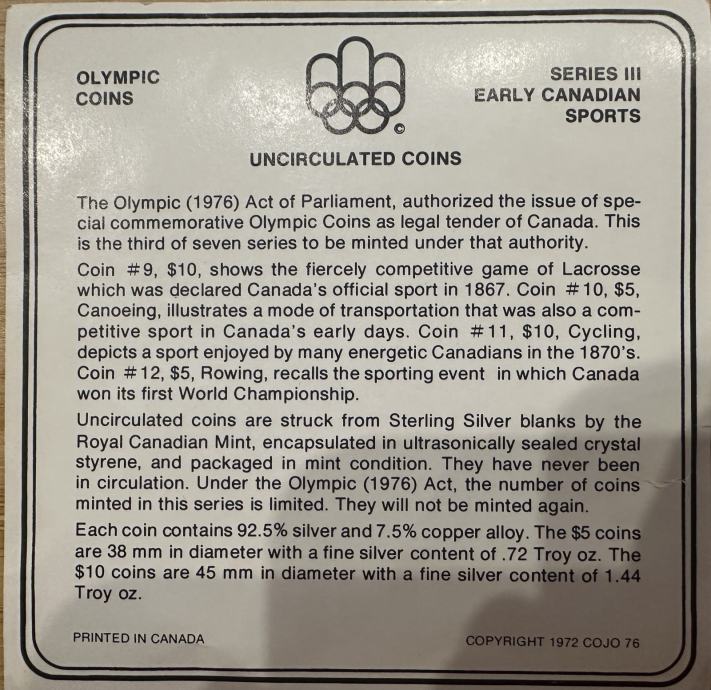 OLYMPIC
COINS
©
SERIES III
EARLY CANADIAN
SPORTS
UNCIRCULATED COINS
The Olympic (1976) Act of Parliament, authorized the issue of spe-
cial commemorative Olympic Coins as legal tender of Canada. This
is the third of seven series to be minted under that authority.
Coin #9, $10, shows the fiercely competitive game of Lacrosse
which was declared Canada's official sport in 1867. Coin #10, $5,
Canoeing, illustrates a mode of transportation that was also a com-
petitive sport in Canada's early days. Coin #11, $10, Cycling,
depicts a sport enjoyed by many energetic Canadians in the 1870's.
Coin #12, $5, Rowing, recalls the sporting event in which Canada
won its first World Championship.
Uncirculated coins are struck from Sterling Silver blanks by the
Royal Canadian Mint, encapsulated in ultrasonically sealed crystal
styrene, and packaged in mint condition. They have never been
in circulation. Under the Olympic (1976) Act, the number of coins
minted in this series is limited. They will not be minted again.
Each coin contains 92.5% silver and 7.5% copper alloy. The $5 coins
are 38 mm in diameter with a fine silver content of .72 Troy oz. The
$10 coins are 45 mm in diameter with a fine silver content of 1.44
Troy oz.
PRINTED IN CANADA
COPYRIGHT 1972 COJO 76